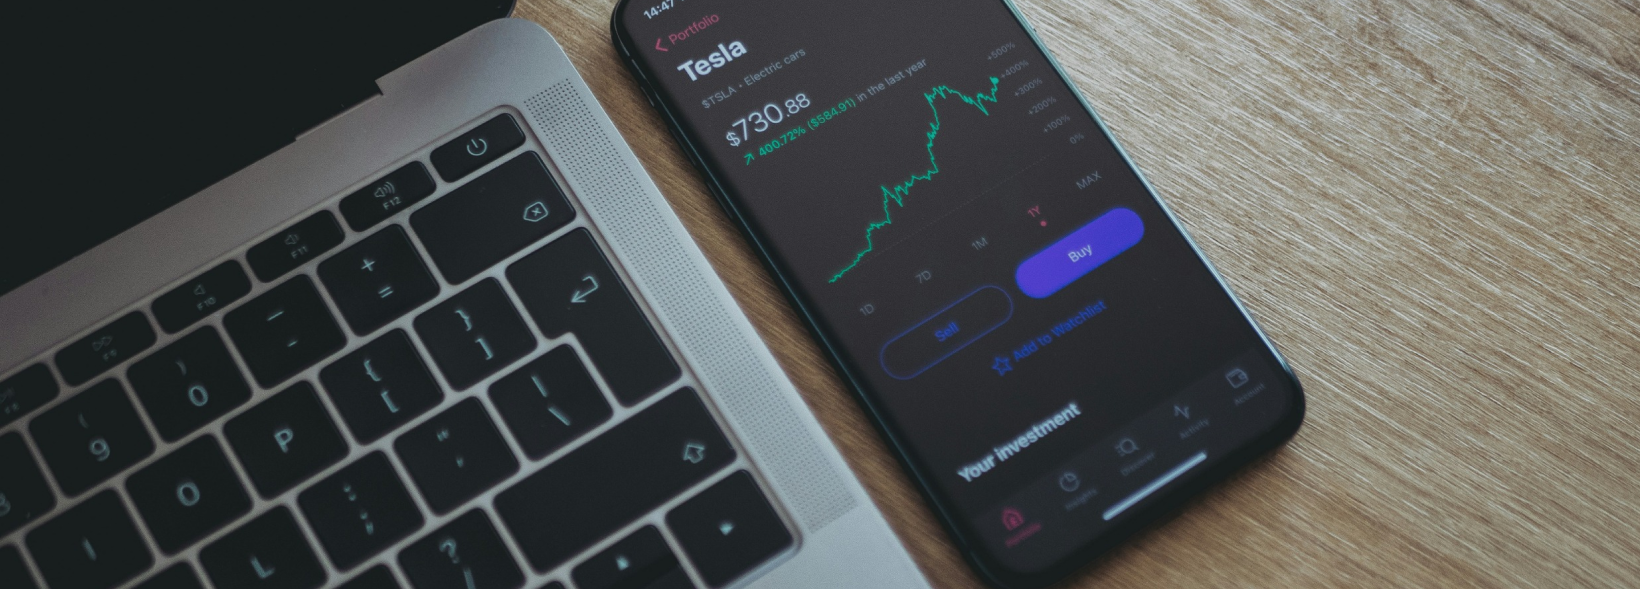 14:47
Portfolio
Tesla
$TSLA • Electric cars
$730.88
400.72% ($584.91) in the last year
+500%
+400%
+300%
+200%
+100%
0%
1D
7D
1M
1Y
MAX
Sell
Buy
Add to Watchlist
Your investment
Insights
Discover
Activity
Account
F12
F11
F10
F9
+
=
—
-
)
0
(
9
}
]
{
[
P
O
I
|
\
"
'
:
;
L
?
/